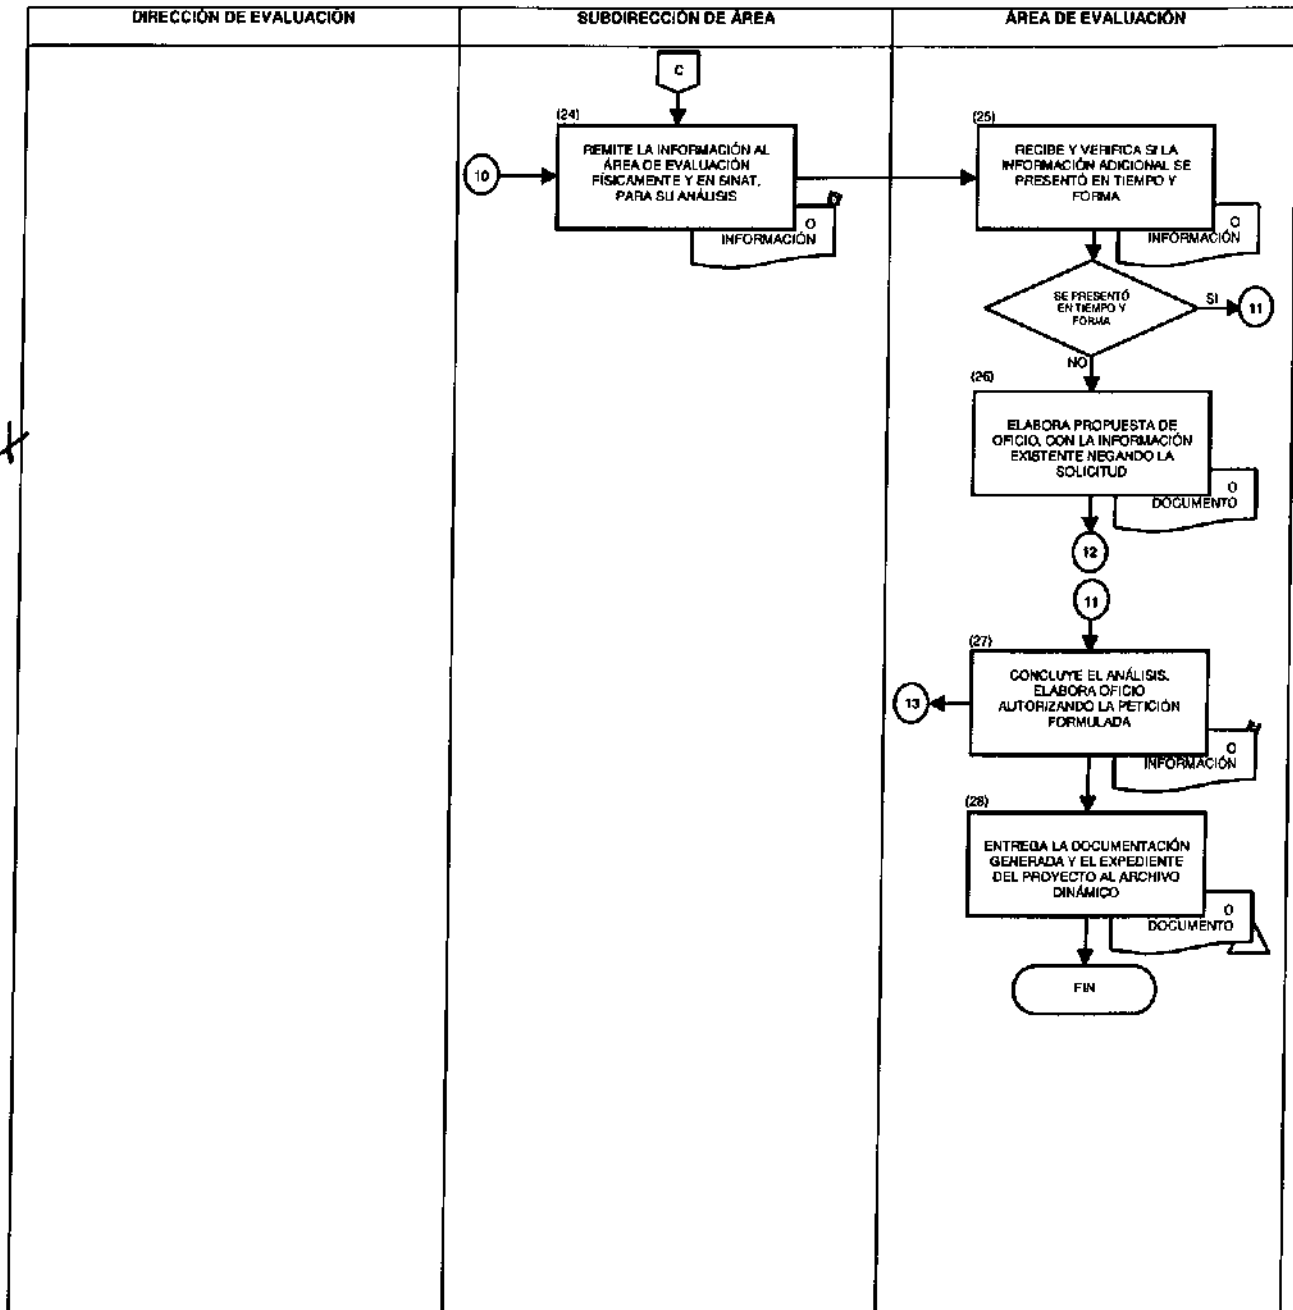 DIRECCIÓN DE EVALUACIÓN
SUBDIRECCIÓN DE ÁREA
ÁREA DE EVALUACIÓN
C
(24)
REMITE LA INFORMACIÓN AL
ÁREA DE EVALUACIÓN
FÍSICAMENTE Y EN SINAT,
PARA SU ANÁLISIS
10
O
INFORMACIÓN
(25)
RECIBE Y VERIFICA SI LA
INFORMACIÓN ADICIONAL SE
PRESENTÓ EN TIEMPO Y
FORMA
O
INFORMACIÓN
SE PRESENTÓ
EN TIEMPO Y
FORMA
SI
11
NO
(26)
ELABORA PROPUESTA DE
OFICIO, CON LA INFORMACIÓN
EXISTENTE NEGANDO LA
SOLICITUD
O
DOCUMENTO
12
11
(27)
CONCLUYE EL ANÁLISIS,
ELABORA OFICIO
AUTORIZANDO LA PETICIÓN
FORMULADA
13
O
INFORMACIÓN
(28)
ENTREGA LA DOCUMENTACIÓN
GENERADA Y EL EXPEDIENTE
DEL PROYECTO AL ARCHIVO
DINÁMICO
O
DOCUMENTO
FIN